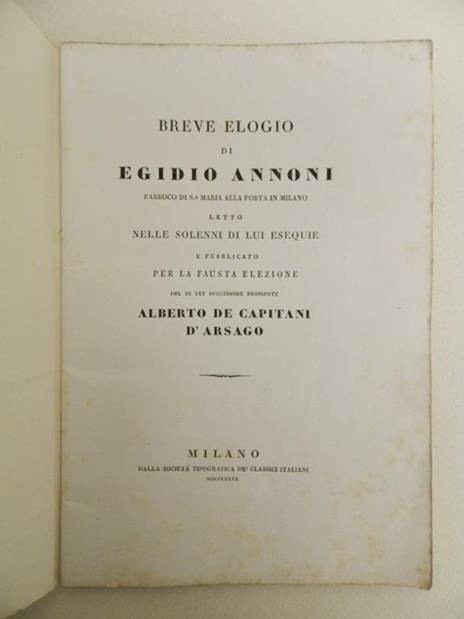 BREVE ELOGIO
DI
EGIDIO ANNONI
PARROCO DI S.ª MARIA ALLA PORTA IN MILANO
LETTO
NELLE SOLENNI DI LUI ESEQUIE
E PUBBLICATO
PER LA FAUSTA ELEZIONE
DEL DI LUI SUCCESSORE PRONIPOTE
ALBERTO DE CAPITANI
D'ARSAGO
MILANO
DALLA SOCIETÀ TIPOGRAFICA DE' CLASSICI ITALIANI